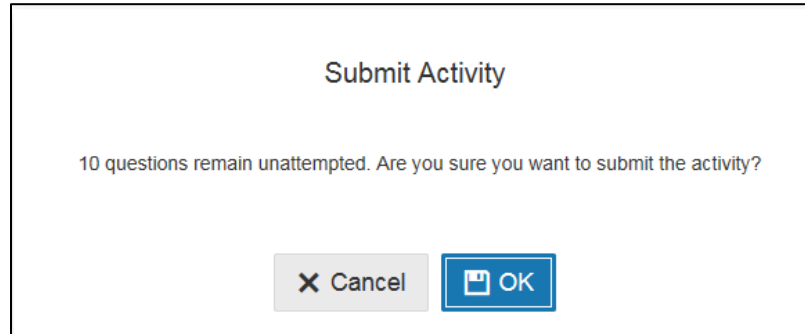 Submit Activity
10 questions remain unattempted. Are you sure you want to submit the activity?
Cancel
OK